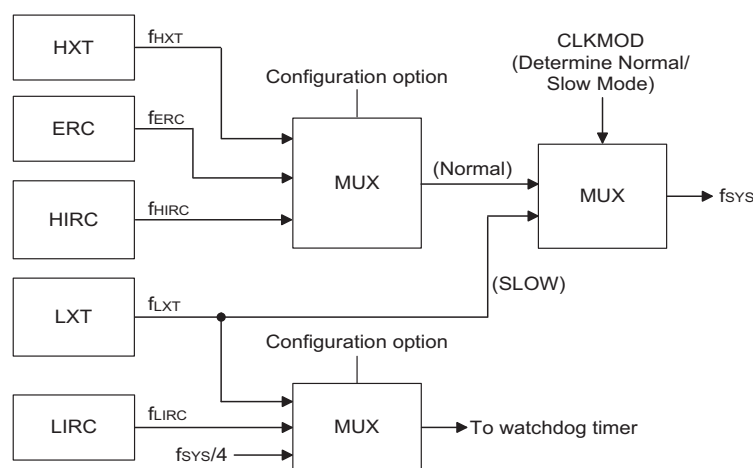 HXT
fHXT
ERC
fERC
HIRC
fHIRC
LXT
fLXT
LIRC
fLIRC
fSYS/4
Configuration option
MUX
(Normal)
CLKMOD
(Determine Normal/
Slow Mode)
MUX
fSYS
(SLOW)
Configuration option
MUX
To watchdog timer